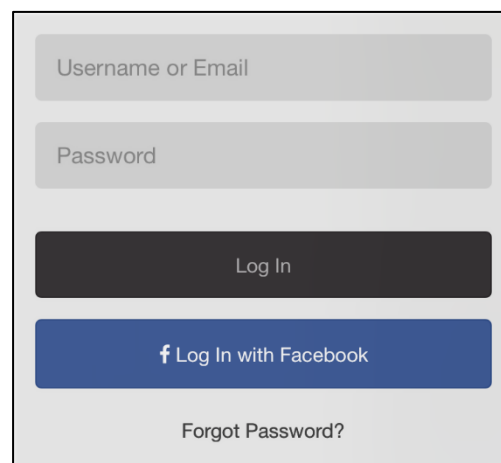 Username or Email
Password
Log In
f Log In with Facebook
Forgot Password?